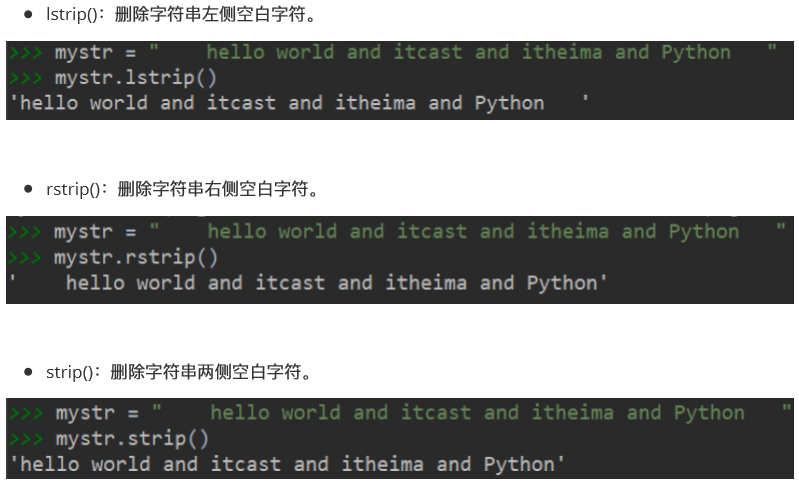 • lstrip()：删除字符串左侧空白字符。
>>> mystr = "    hello world and itcast and itheima and Python   "
>>> mystr.lstrip()
'hello world and itcast and itheima and Python   '
• rstrip()：删除字符串右侧空白字符。
>>> mystr = "    hello world and itcast and itheima and Python   "
>>> mystr.rstrip()
'    hello world and itcast and itheima and Python'
• strip()：删除字符串两侧空白字符。
>>> mystr = "    hello world and itcast and itheima and Python   "
>>> mystr.strip()
'hello world and itcast and itheima and Python'